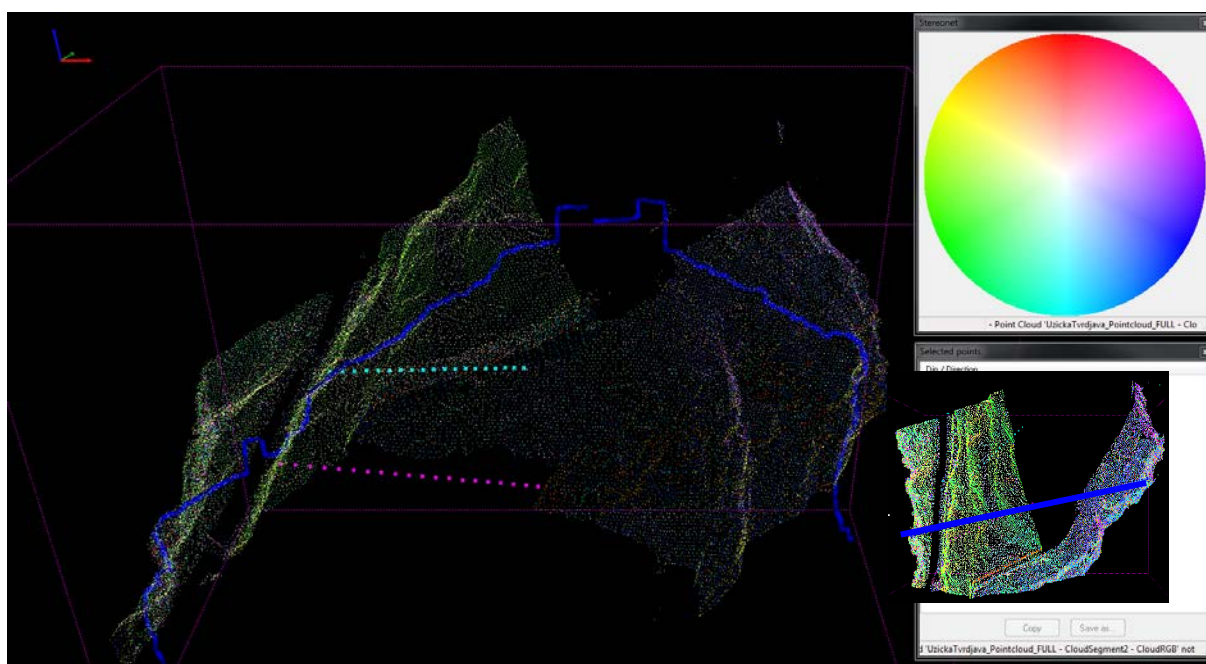 Stereonet
- Point Cloud 'UzickaTvrdjava_Pointcloud_FULL - Clo
Selected points
Dip / Direction
Copy
Save as...
d 'UzickaTvrdjava_Pointcloud_FULL - CloudSegment2 - CloudRGB' not